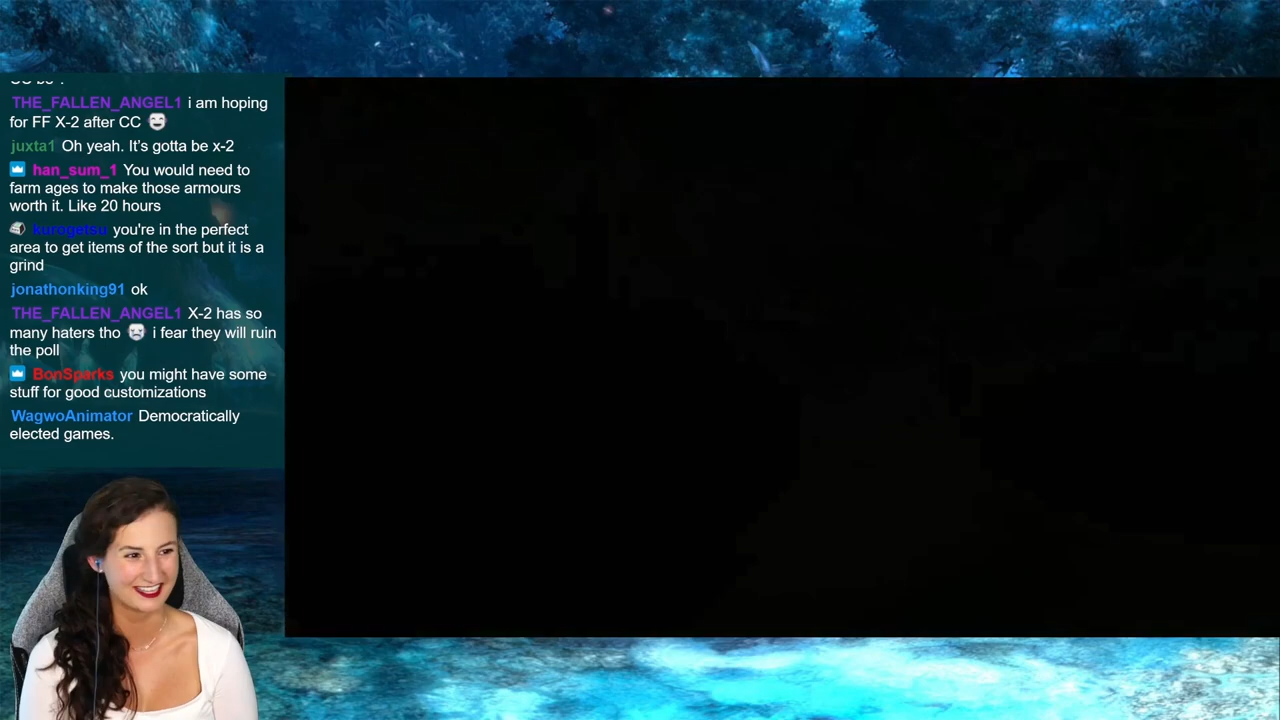 THE_FALLEN_ANGEL1 i am hoping
for FF X-2 after CC
juxta1 Oh yeah. It's gotta be x-2
han_sum_1 You would need to
farm ages to make those armours
worth it. Like 20 hours
kurogetsu you're in the perfect
area to get items of the sort but it is a
grind
jonathonking91 ok
THE_FALLEN_ANGEL1 X-2 has so
many haters tho i fear they will ruin
the poll
BonSparks you might have some
stuff for good customizations
WagwoAnimator Democratically
elected games.